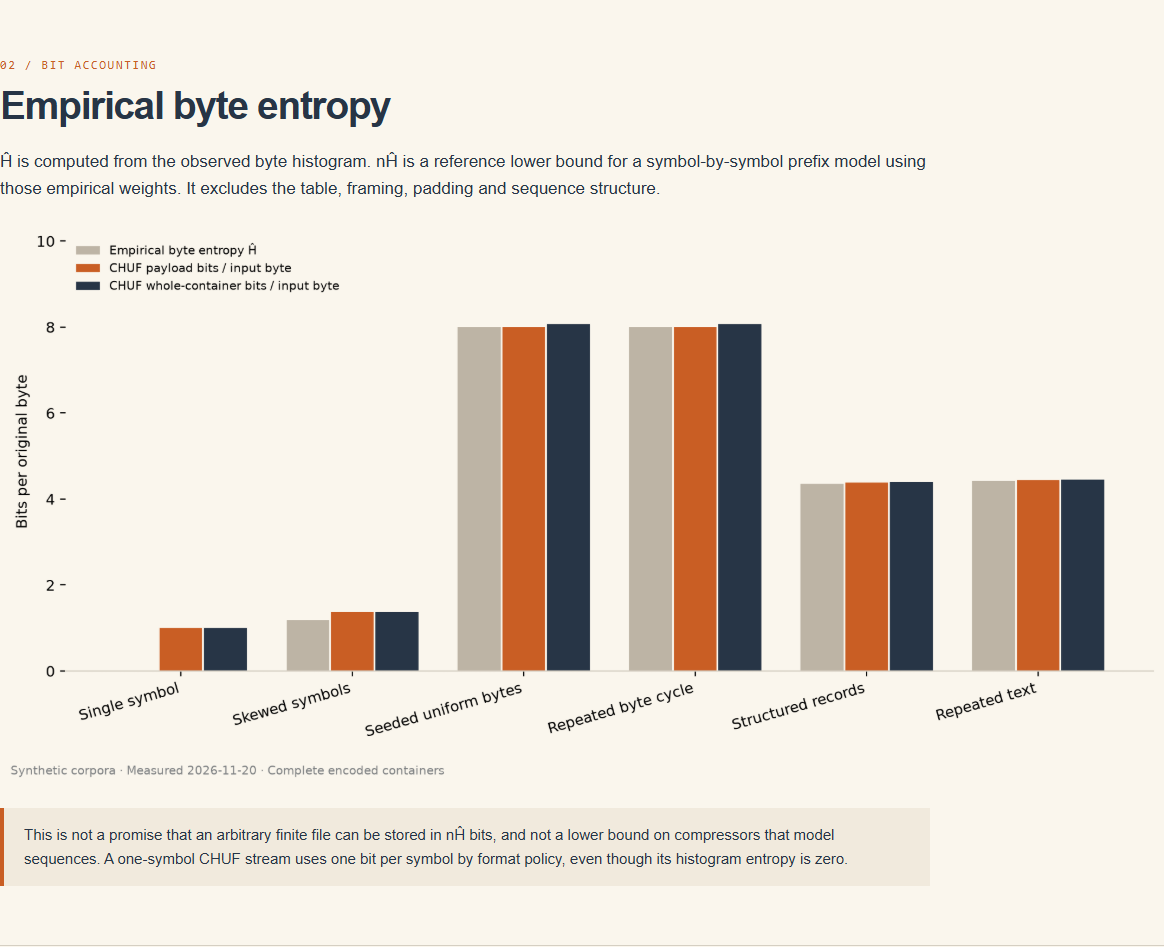 02 / BIT ACCOUNTING
Empirical byte entropy
Ĥ is computed from the observed byte histogram. nĤ is a reference lower bound for a symbol-by-symbol prefix model using
those empirical weights. It excludes the table, framing, padding and sequence structure.
Empirical byte entropy Ĥ
CHUF payload bits / input byte
CHUF whole-container bits / input byte
Bits per original byte
10
8
6
4
2
0
Single symbol
Skewed symbols
Seeded uniform bytes
Repeated byte cycle
Structured records
Repeated text
Synthetic corpora · Measured 2026-11-20 · Complete encoded containers
This is not a promise that an arbitrary finite file can be stored in nĤ bits, and not a lower bound on compressors that model
sequences. A one-symbol CHUF stream uses one bit per symbol by format policy, even though its histogram entropy is zero.